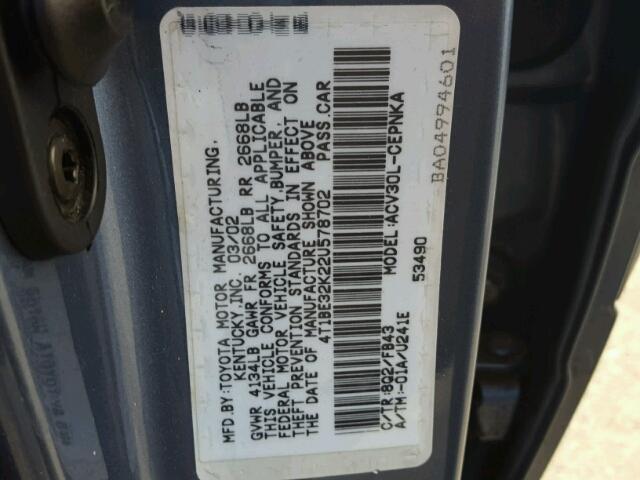 MFD.BY:TOYOTA MOTOR MANUFACTURING,
KENTUCKY,INC. 03/02
GVWR 4134LB GAWR FR 2668LB RR 2668LB
THIS VEHICLE CONFORMS TO ALL APPLICABLE
FEDERAL MOTOR VEHICLE SAFETY,BUMPER, AND
THEFT PREVENTION STANDARDS IN EFFECT ON
THE DATE OF MANUFACTURE SHOWN ABOVE
4T1BE32K22U578702 PASS.CAR
C/TR:8Q2/FB43 MODEL:ACV30L-CEPNKA
A/TM:-01A/U241E 53490
BA04994601